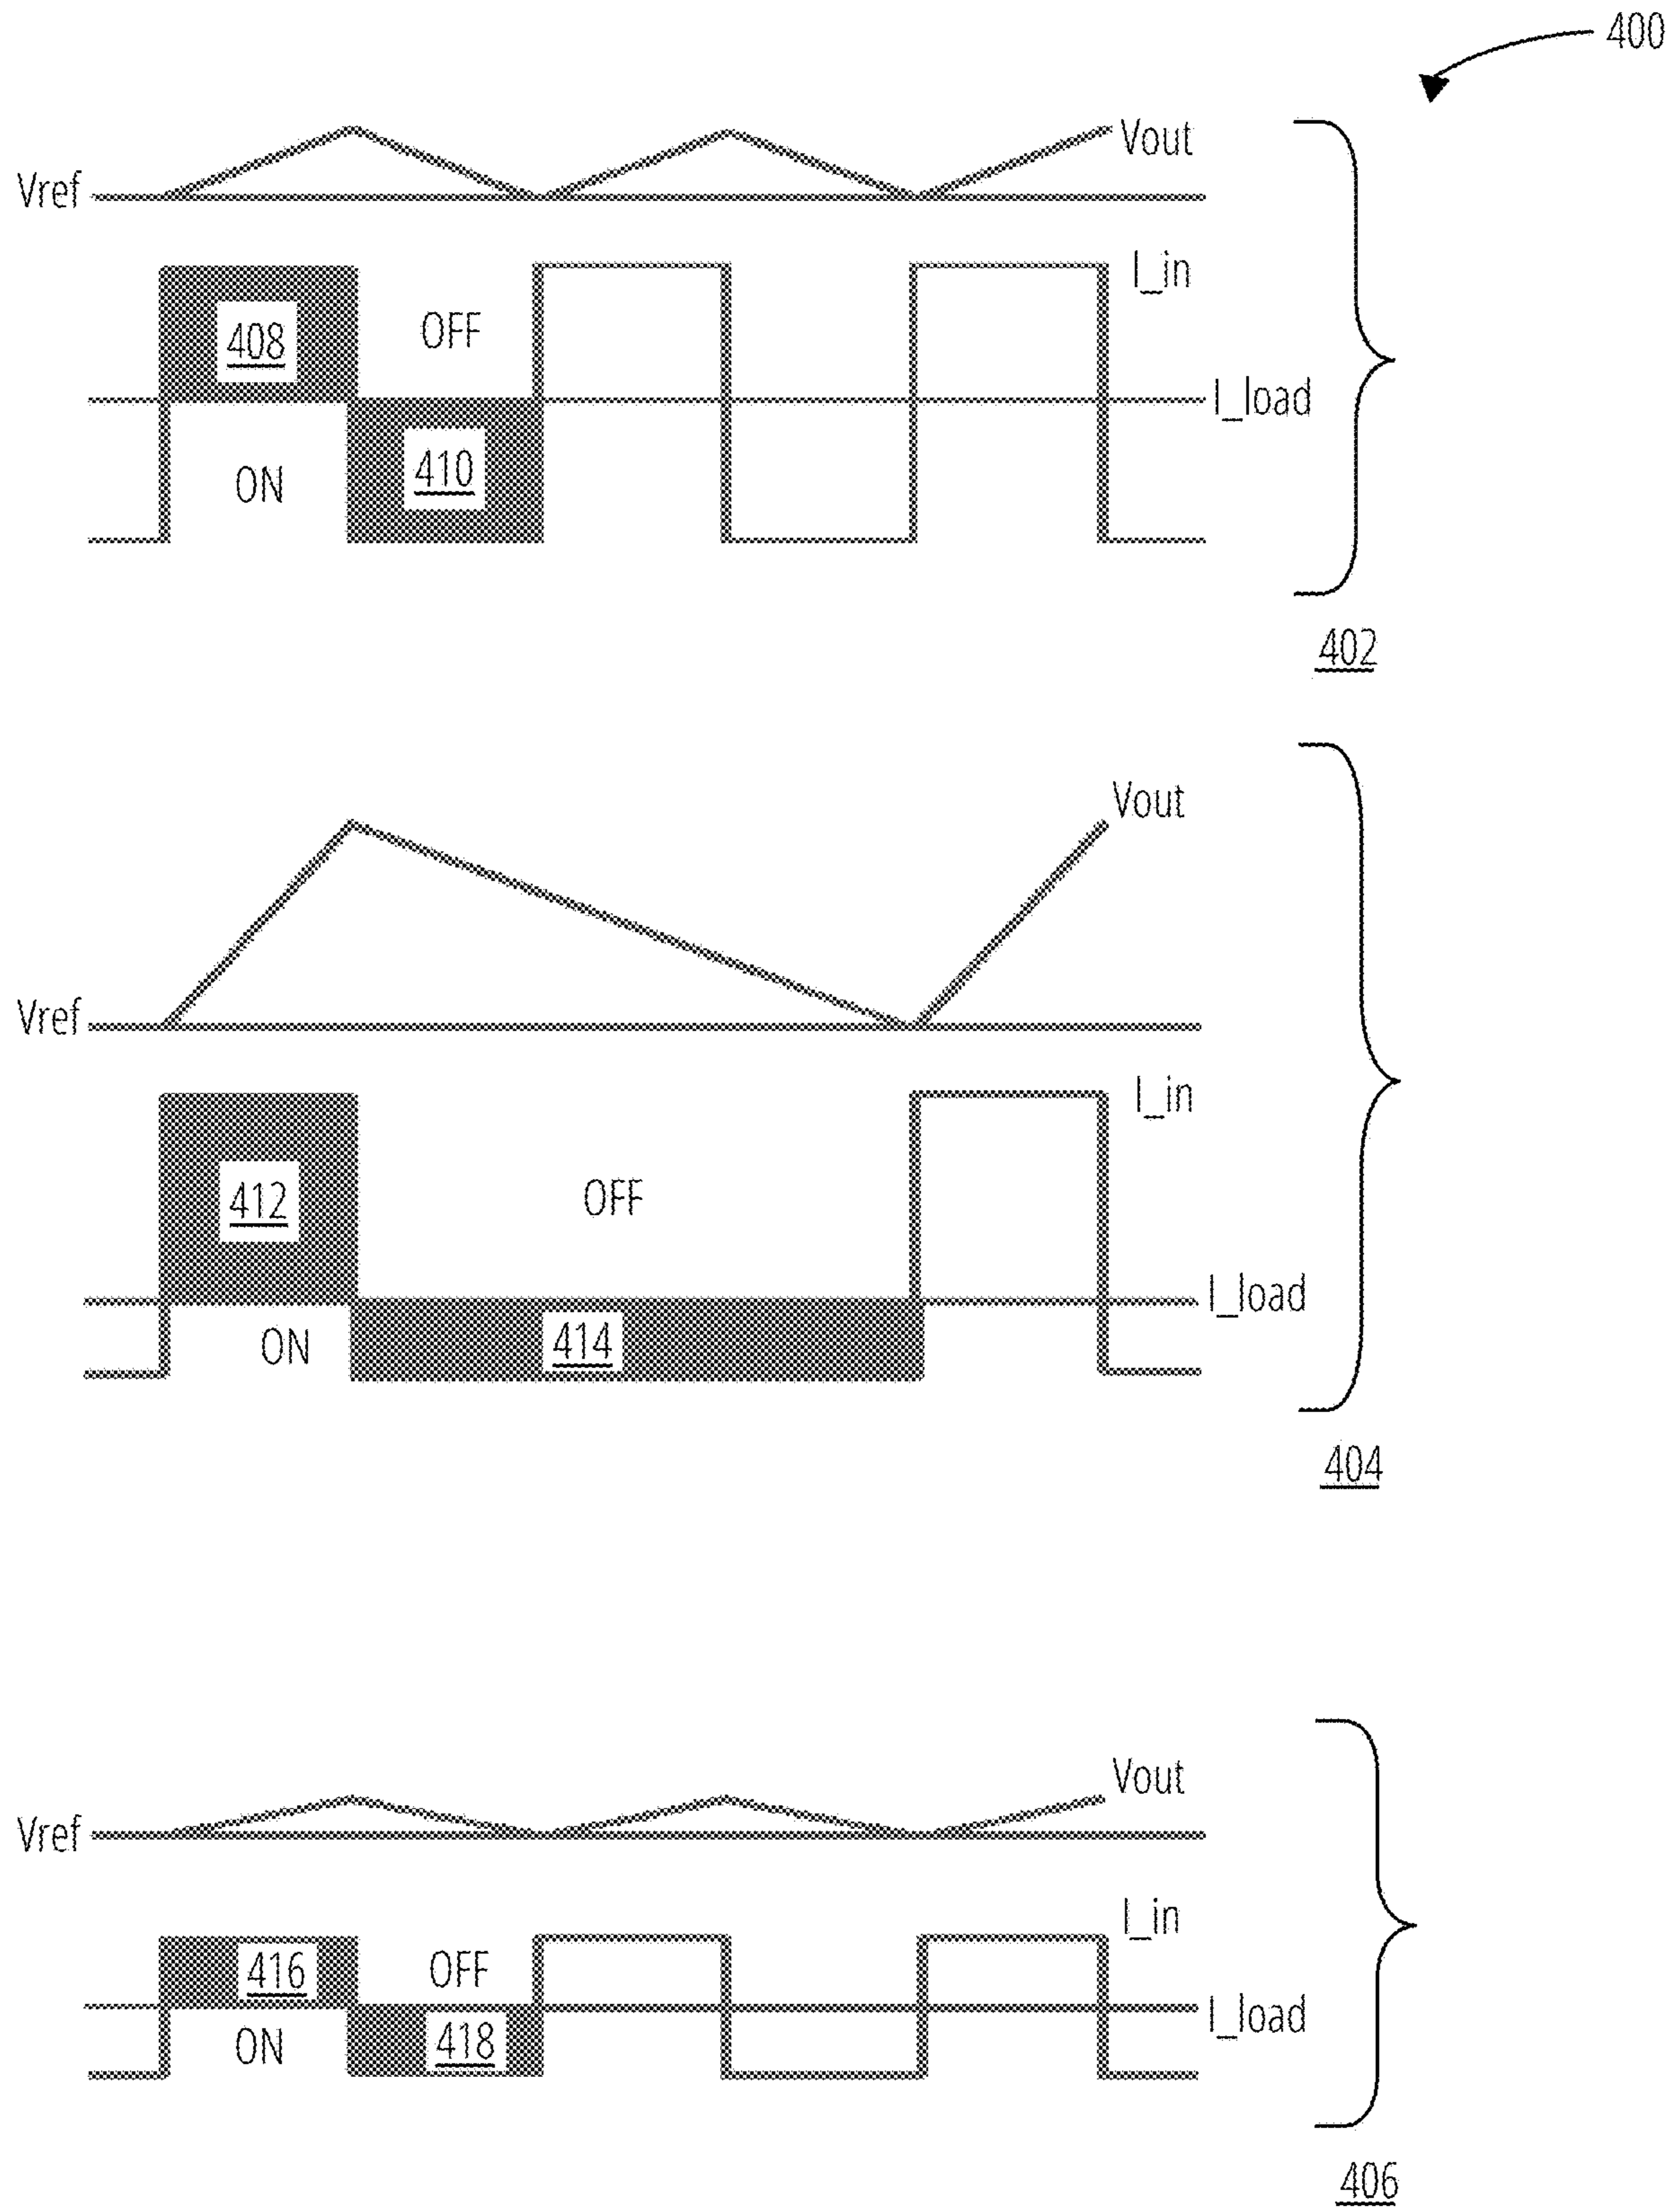 400
Vout
Vref
I_in
408
OFF
I_load
410
ON
402
Vout
Vref
I_in
412
OFF
I_load
ON
414
404
Vout
Vref
I_in
416
OFF
I_load
ON
418
406